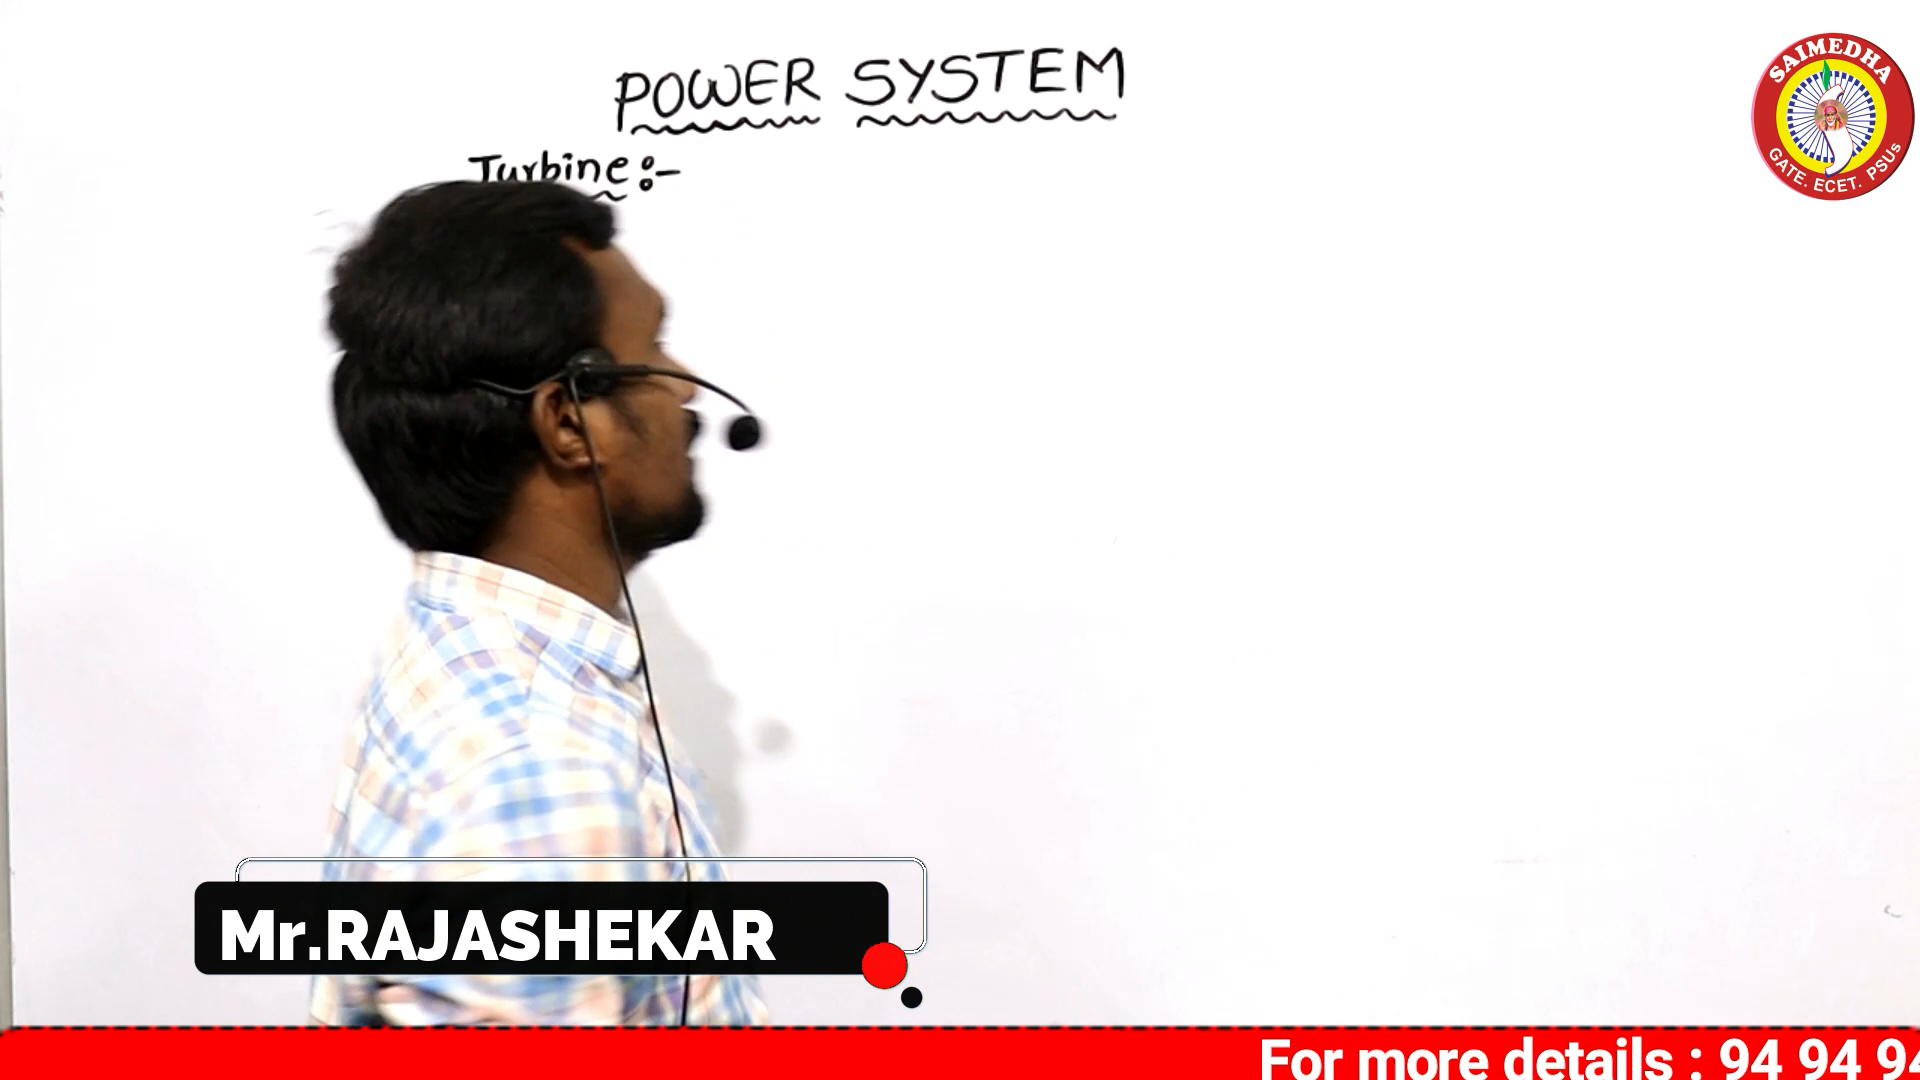 POWER SYSTEM
Turbine :-
SAIMEDHA
GATE. ECET. PSUs
Mr.RAJASHEKAR
For more details : 94 94 94